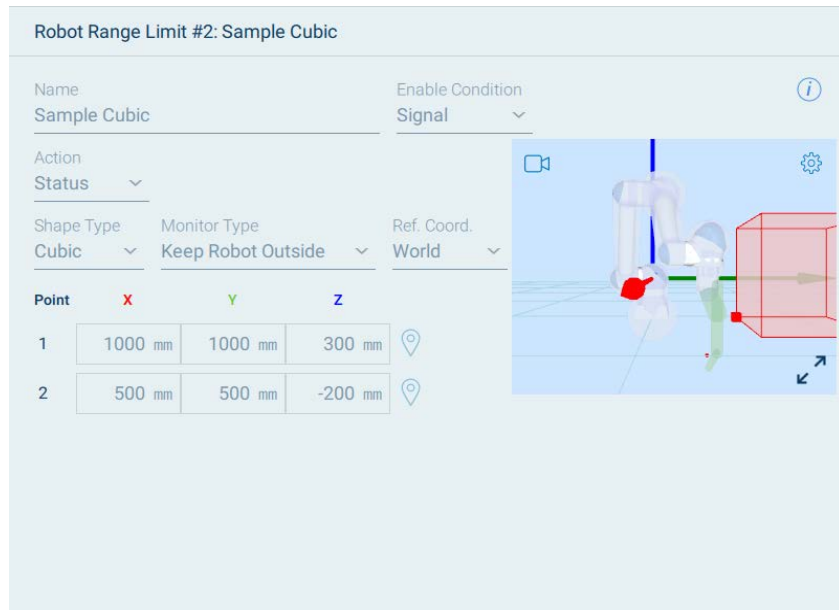 Robot Range Limit #2: Sample Cubic
Name
Enable Condition
Sample Cubic
Signal
i
Action
Status
Shape Type
Monitor Type
Ref. Coord.
Cubic
Keep Robot Outside
World
Point X Y Z
1 1000 mm 1000 mm 300 mm
2 500 mm 500 mm -200 mm